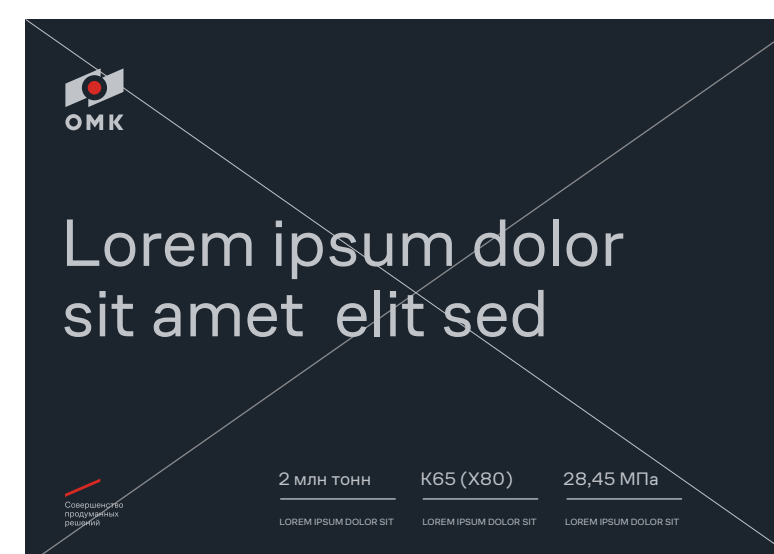 ОМК
Lorem ipsum dolor
sit amet  elit sed
2 млн тонн
К65 (Х80)
28,45 МПа
Совершенство
продуманных
решений
LOREM IPSUM DOLOR SIT
LOREM IPSUM DOLOR SIT
LOREM IPSUM DOLOR SIT